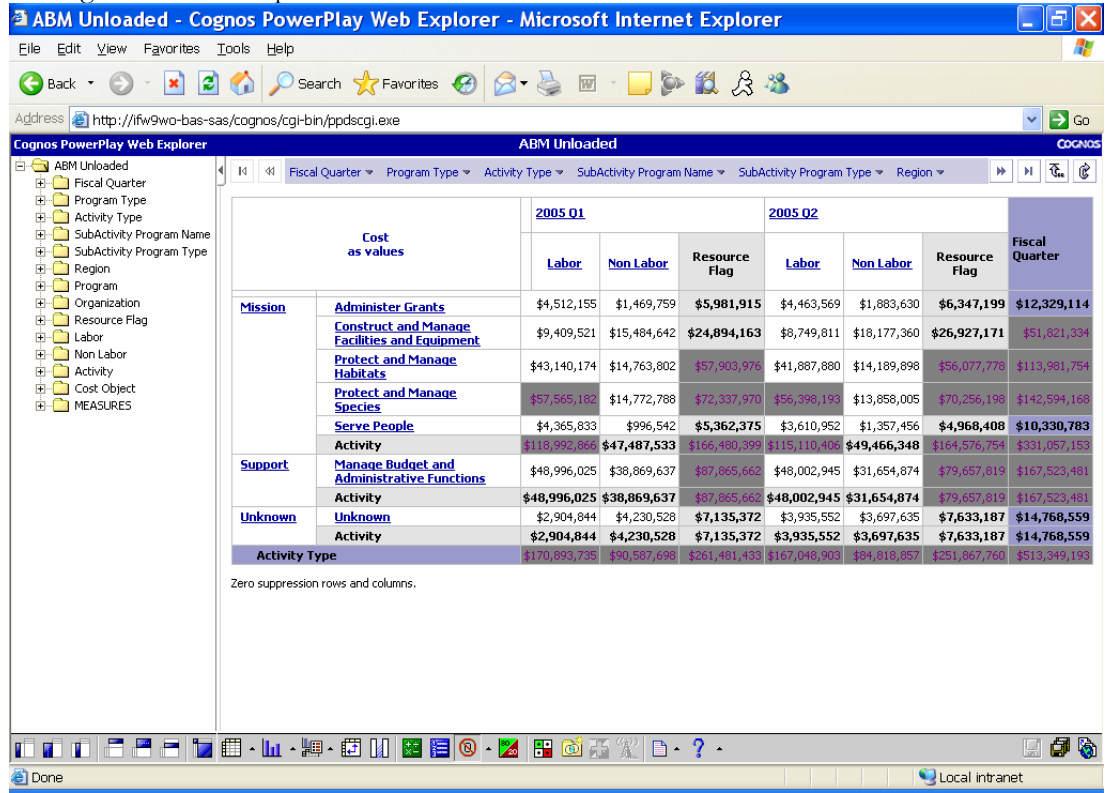 ABM Unloaded - Cognos PowerPlay Web Explorer - Microsoft Internet Explorer
File Edit View Favorites Tools Help
Back Search Favorites
Address http://ifw9wo-bas-sas/cognos/cgi-bin/ppdscgi.exe Go
Cognos PowerPlay Web Explorer ABM Unloaded COGNOS
ABM Unloaded
Fiscal Quarter
Program Type
Activity Type
SubActivity Program Name
SubActivity Program Type
Region
Program
Organization
Resource Flag
Labor
Non Labor
Activity
Cost Object
MEASURES
Fiscal Quarter Program Type Activity Type SubActivity Program Name SubActivity Program Type Region
2005 Q1 2005 Q2
Cost
as values
Fiscal
Quarter
Labor Non Labor Resource Flag Labor Non Labor Resource Flag
Mission Administer Grants $4,512,155 $1,469,759 $5,981,915 $4,463,569 $1,883,630 $6,347,199 $12,329,114
Construct and Manage
Facilities and Equipment $9,409,521 $15,484,642 $24,894,163 $8,749,811 $18,177,360 $26,927,171 $51,821,334
Protect and Manage
Habitats $43,140,174 $14,763,802 $57,903,976 $41,887,880 $14,189,898 $56,077,778 $113,981,754
Protect and Manage
Species $57,565,182 $14,772,788 $72,337,970 $56,398,193 $13,858,005 $70,256,198 $142,594,168
Serve People $4,365,833 $996,542 $5,362,375 $3,610,952 $1,357,456 $4,968,408 $10,330,783
Activity $118,992,866 $47,487,533 $166,480,399 $115,110,406 $49,466,348 $164,576,754 $331,057,153
Support Manage Budget and
Administrative Functions $48,996,025 $38,869,637 $87,865,662 $48,002,945 $31,654,874 $79,657,819 $167,523,481
Activity $48,996,025 $38,869,637 $87,865,662 $48,002,945 $31,654,874 $79,657,819 $167,523,481
Unknown Unknown $2,904,844 $4,230,528 $7,135,372 $3,935,552 $3,697,635 $7,633,187 $14,768,559
Activity $2,904,844 $4,230,528 $7,135,372 $3,935,552 $3,697,635 $7,633,187 $14,768,559
Activity Type $170,893,735 $90,587,698 $261,481,433 $167,048,903 $84,818,857 $251,867,760 $513,349,193
Zero suppression rows and columns.
Done Local intranet